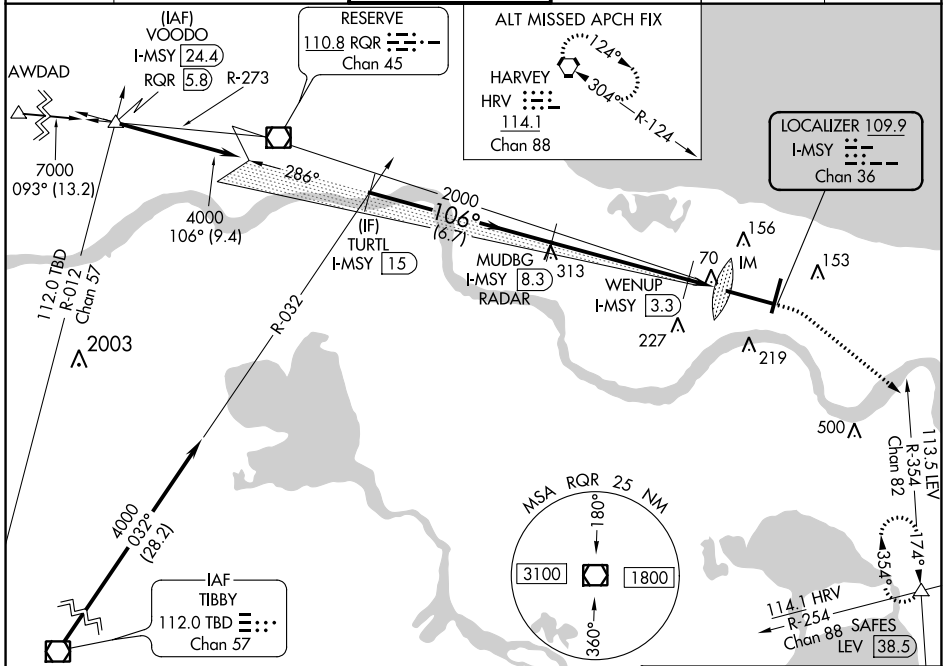 (IAF)
VOODO
I-MSY 24.4
RQR 5.8
AWDAD
R-273
7000
093° (13.2)
4000
106° (9.4)
RESERVE
110.8 RQR
Chan 45
ALT MISSED APCH FIX
124°
304°
R-124
HARVEY
HRV
114.1
Chan 88
LOCALIZER 109.9
I-MSY
Chan 36
286°
2000
106°
(6.7)
(IF)
TURTL
I-MSY 15
MUDBG
I-MSY 8.3
RADAR
313
WENUP
I-MSY 3.3
70
IM
156
153
227
219
500
112.0 TBD
R-012
Chan 57
2003
R-032
4000
032°
(28.2)
IAF
TIBBY
112.0 TBD
Chan 57
MSA RQR 25 NM
180°
3100
1800
360°
113.5 LEV
R-354
Chan 82
174°
354°
114.1 HRV
R-254
Chan 88
SAFES
LEV 38.5